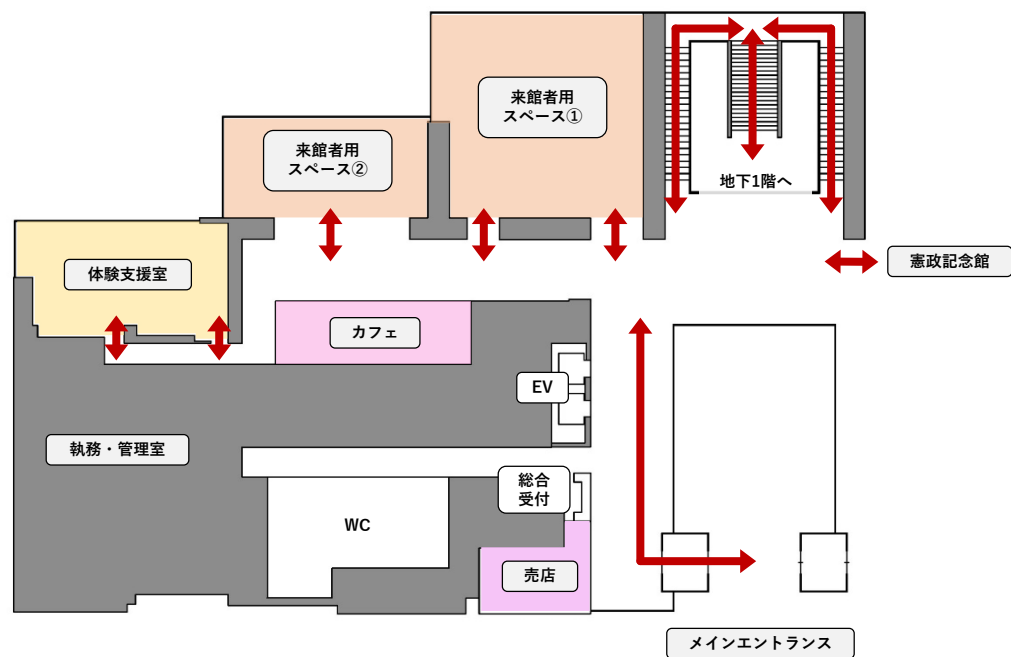 来館者用
スペース①
来館者用
スペース②
地下1階へ
体験支援室
憲政記念館
カフェ
EV
執務・管理室
総合
受付
WC
売店
メインエントランス